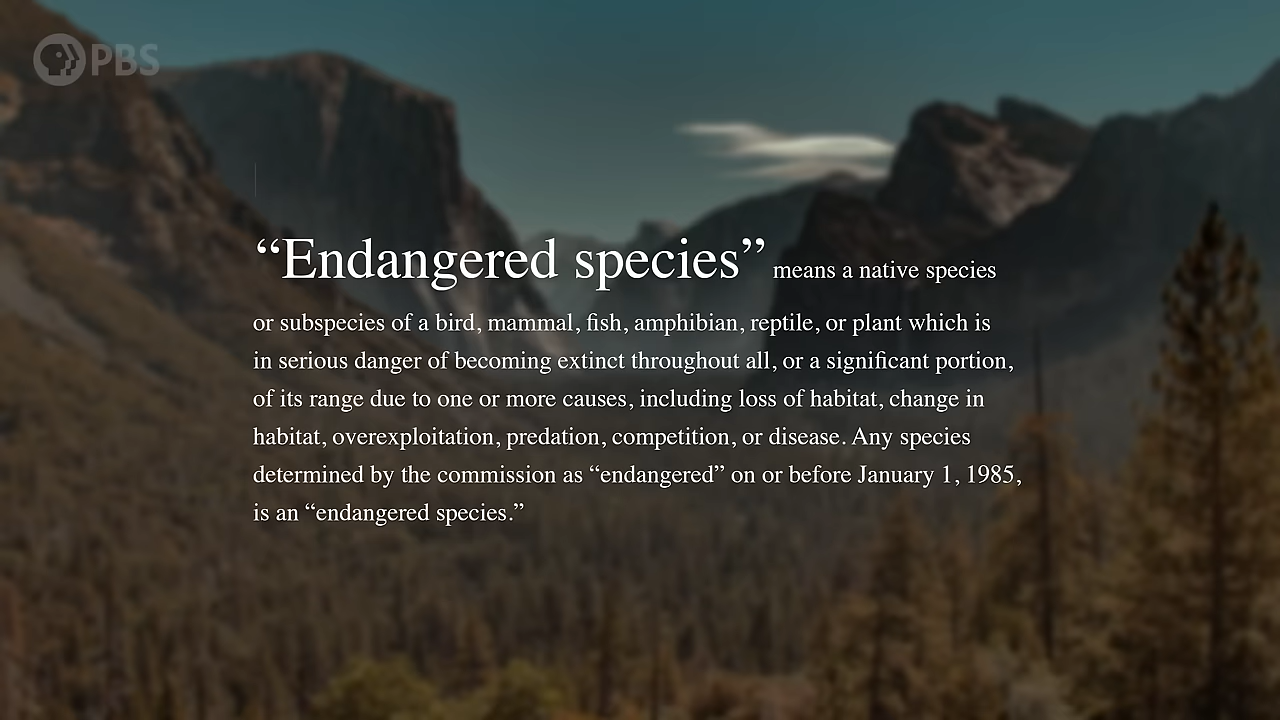 PBS
“Endangered species” means a native species
or subspecies of a bird, mammal, fish, amphibian, reptile, or plant which is
in serious danger of becoming extinct throughout all, or a significant portion,
of its range due to one or more causes, including loss of habitat, change in
habitat, overexploitation, predation, competition, or disease. Any species
determined by the commission as “endangered” on or before January 1, 1985,
is an “endangered species.”